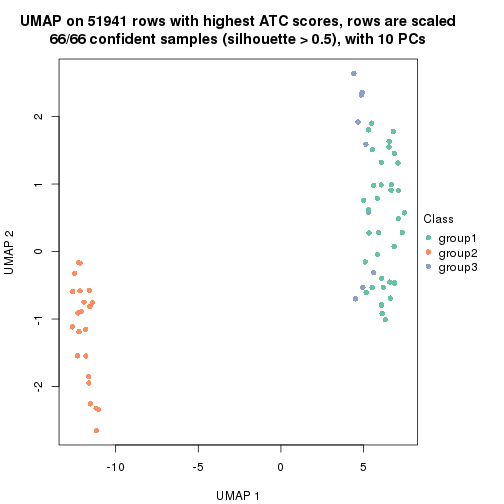 UMAP on 51941 rows with highest ATC scores, rows are scaled
66/66 confident samples (silhouette > 0.5), with 10 PCs
2
1
0
-1
-2
UMAP 2
-10
-5
0
5
UMAP 1
Class
group1
group2
group3